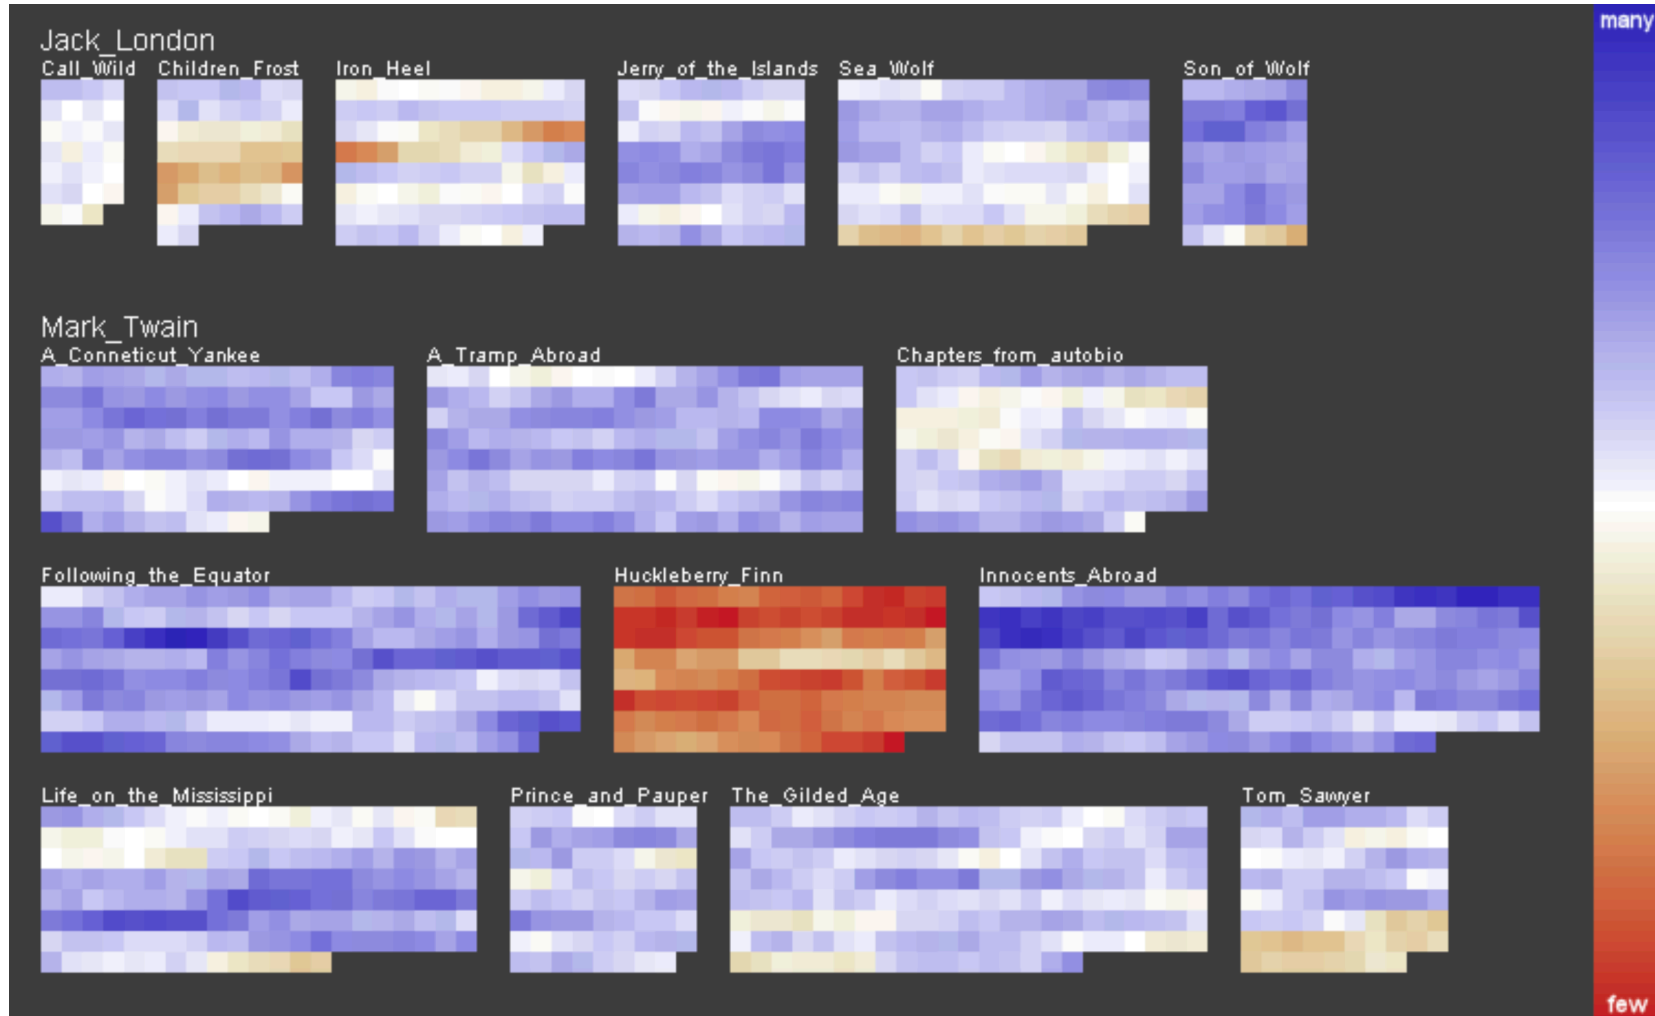 many
Jack_London
Call_Wild Children_Frost Iron_Heel Jerry_of_the_Islands Sea_Wolf Son_of_Wolf
Mark_Twain
A_Conneticut_Yankee A_Tramp_Abroad Chapters_from_autobio
Following_the_Equator Huckleberry_Finn Innocents_Abroad
Life_on_the_Mississippi Prince_and_Pauper The_Gilded_Age Tom_Sawyer
few